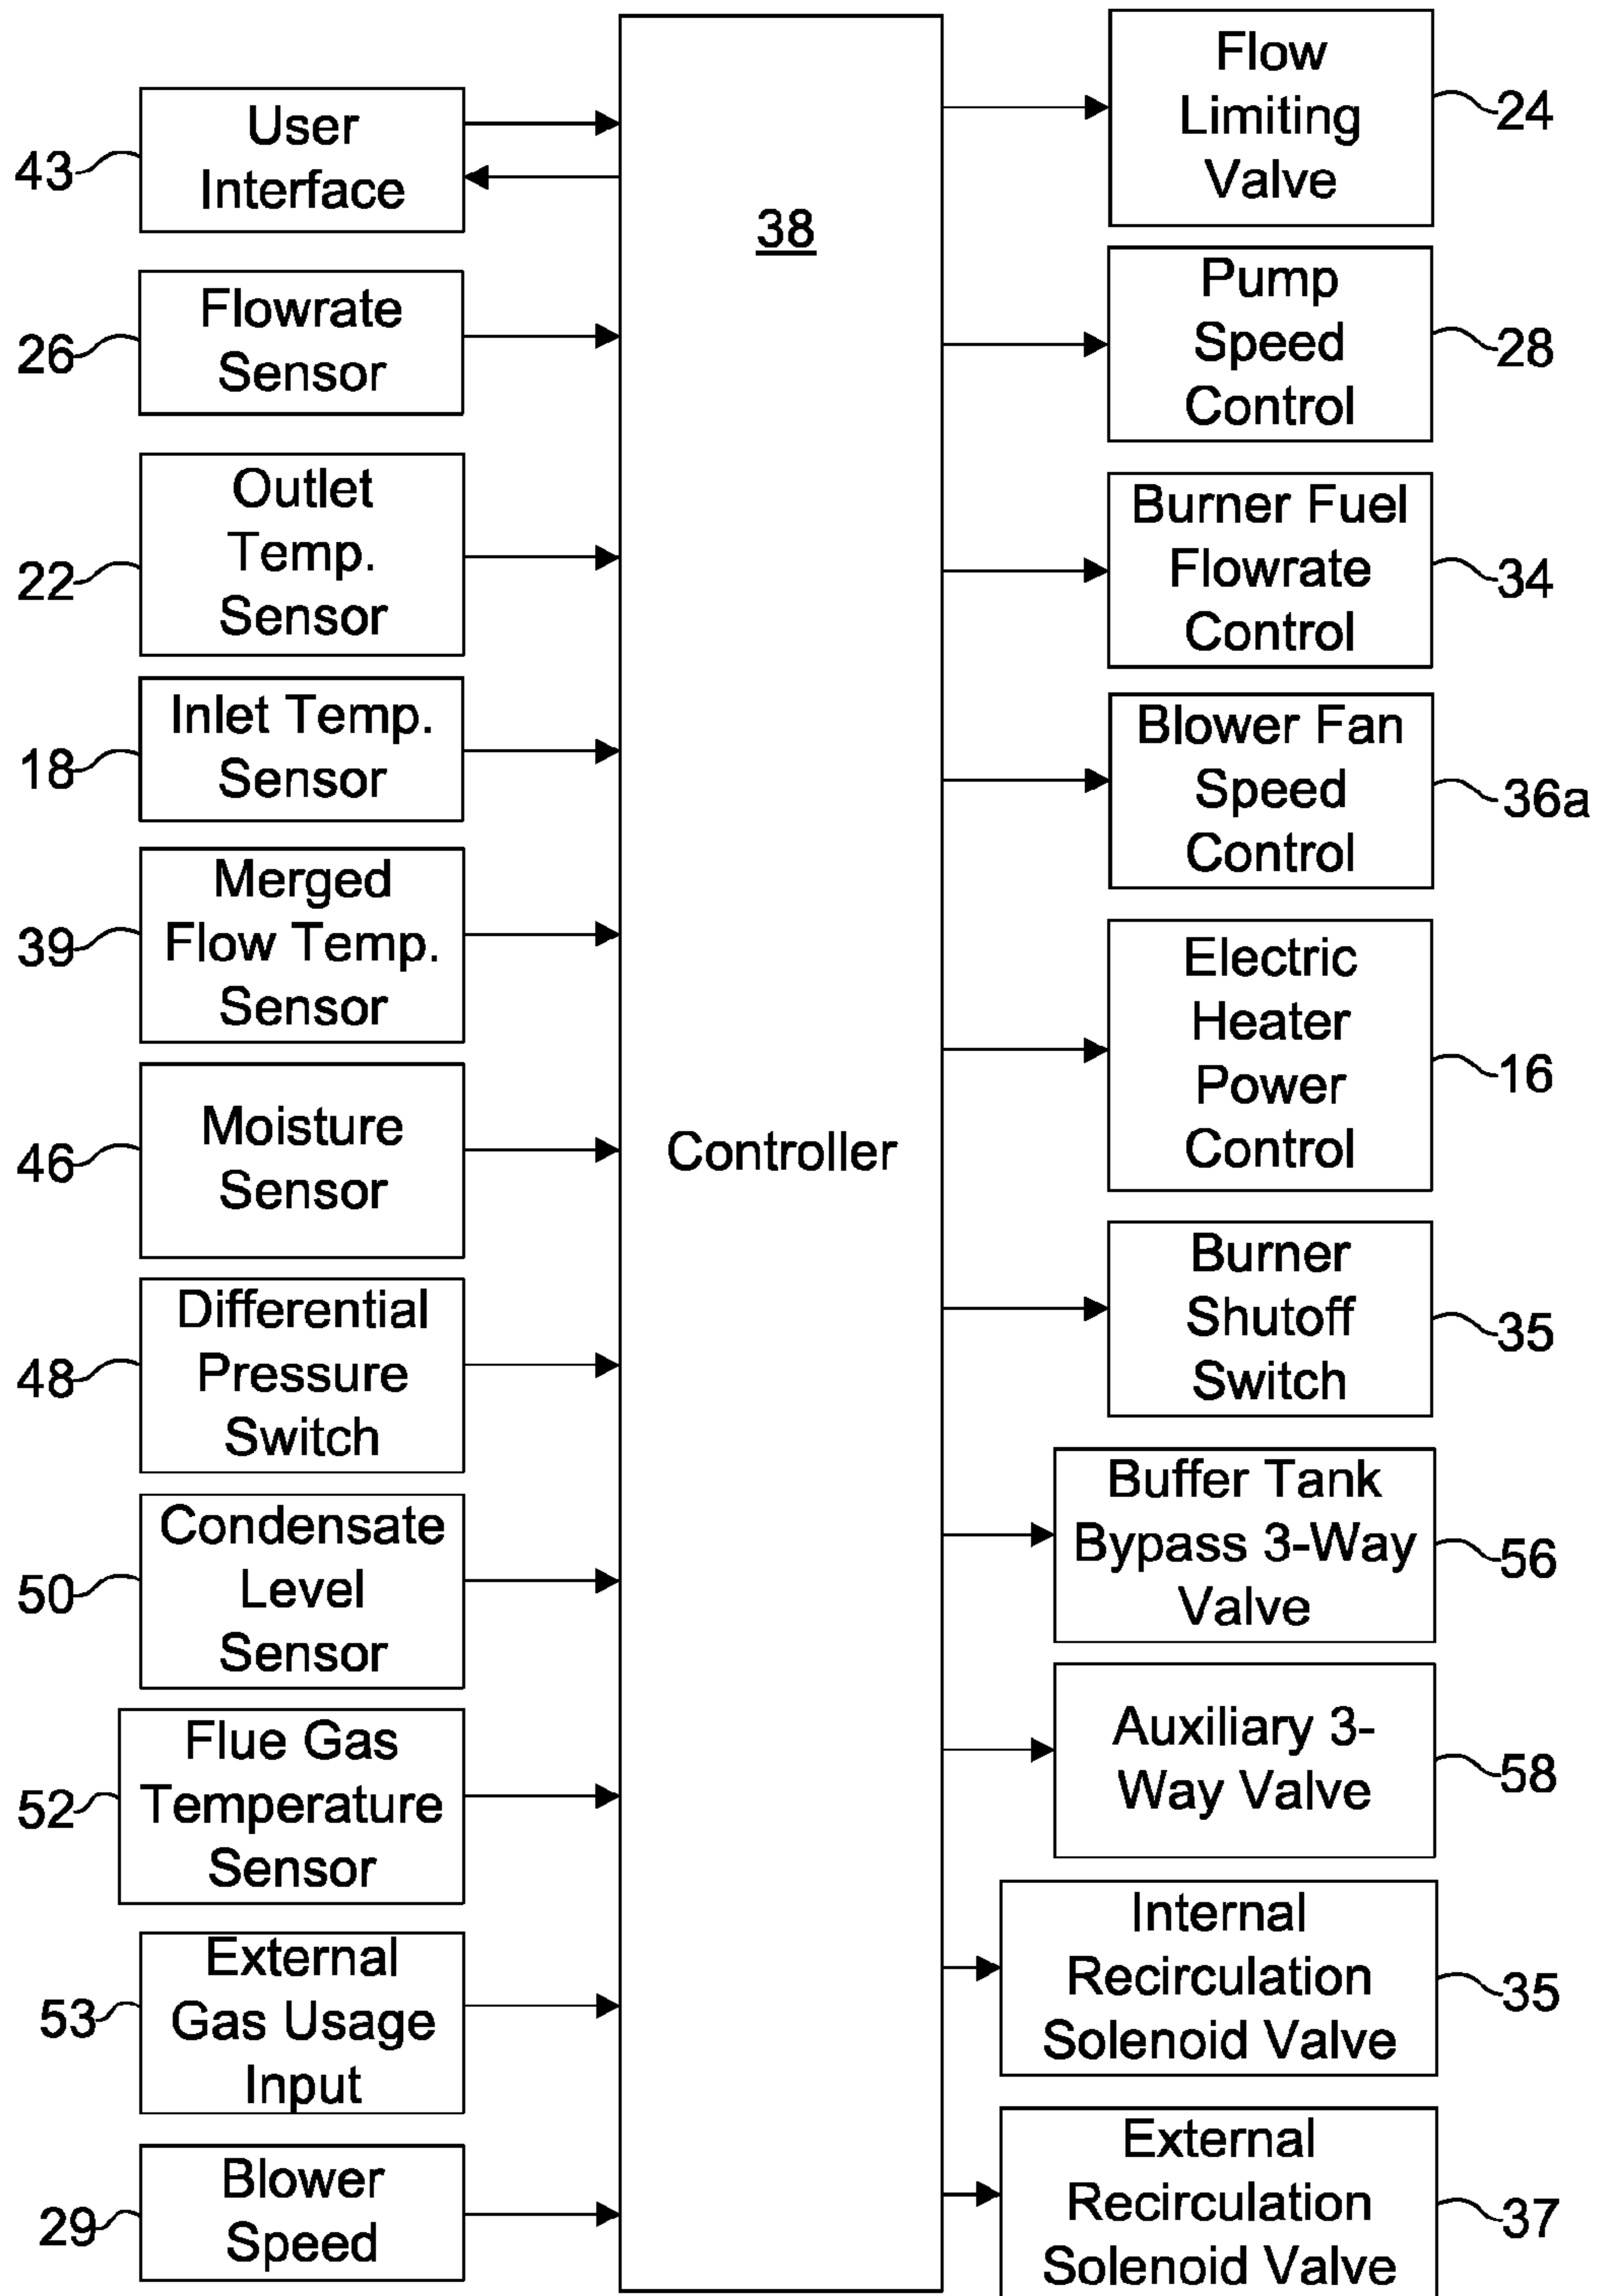 43
User
Interface
26
Flowrate
Sensor
22
Outlet
Temp.
Sensor
18
Inlet Temp.
Sensor
39
Merged
Flow Temp.
Sensor
46
Moisture
Sensor
48
Differential
Pressure
Switch
50
Condensate
Level
Sensor
52
Flue Gas
Temperature
Sensor
53
External
Gas Usage
Input
29
Blower
Speed
38
Controller
Flow
Limiting
Valve
24
Pump
Speed
Control
28
Burner Fuel
Flowrate
Control
34
Blower Fan
Speed
Control
36a
Electric
Heater
Power
Control
16
Burner
Shutoff
Switch
35
Buffer Tank
Bypass 3-Way
Valve
56
Auxiliary 3-
Way Valve
58
Internal
Recirculation
Solenoid Valve
35
External
Recirculation
Solenoid Valve
37